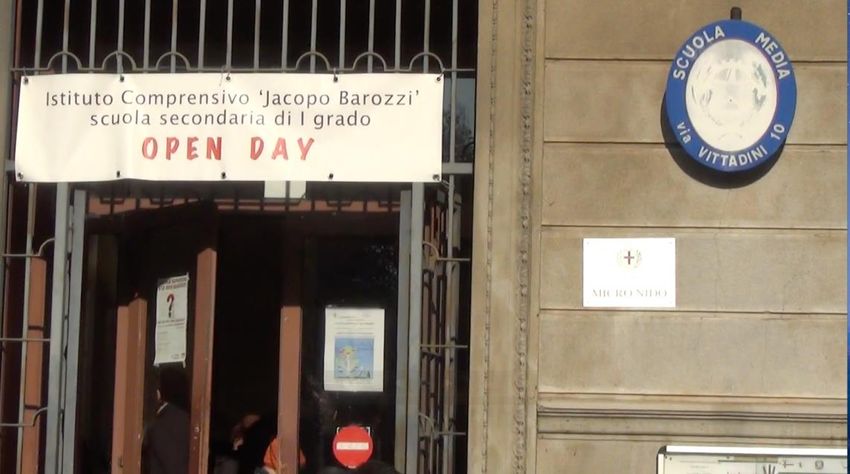 Istituto Comprensivo 'Jacopo Barozzi'
scuola secondaria di I grado
OPEN DAY
SCUOLA MEDIA
via VITTADINI 10
MICRO NIDO
?